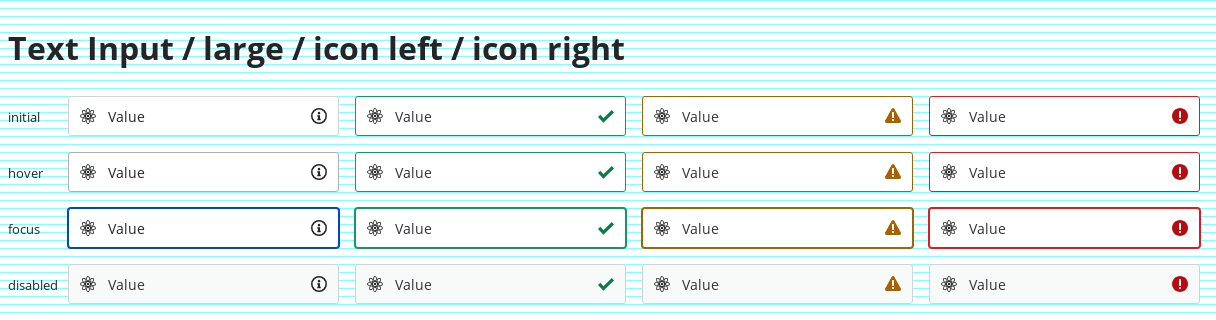 Text Input / large / icon left / icon right
initial Value Value Value Value
hover Value Value Value Value
focus Value Value Value Value
disabled Value Value Value Value